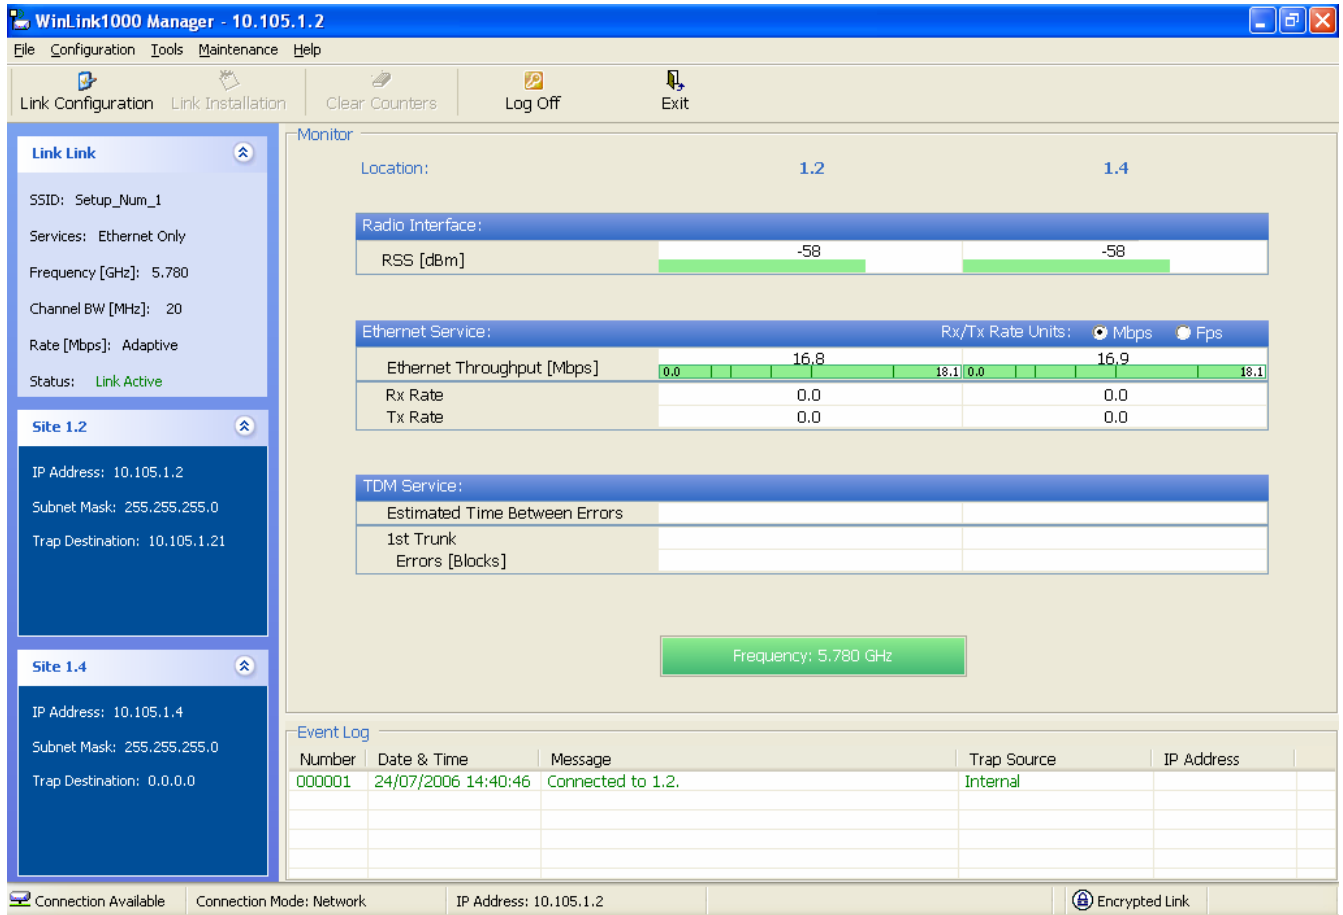 WinLink1000 Manager - 10.105.1.2
File Configuration Tools Maintenance Help
Link Configuration Link Installation Clear Counters Log Off Exit
Link Link
SSID: Setup_Num_1
Services: Ethernet Only
Frequency [GHz]: 5.780
Channel BW [MHz]: 20
Rate [Mbps]: Adaptive
Status: Link Active
Site 1.2
IP Address: 10.105.1.2
Subnet Mask: 255.255.255.0
Trap Destination: 10.105.1.21
Site 1.4
IP Address: 10.105.1.4
Subnet Mask: 255.255.255.0
Trap Destination: 0.0.0.0
Monitor
Location: 1.2 1.4
Radio Interface:
RSS [dBm] -58 -58
Ethernet Service: Rx/Tx Rate Units: Mbps Fps
Ethernet Throughput [Mbps] 16.8 16.9
0.0 18.1 0.0 18.1
Rx Rate 0.0 0.0
Tx Rate 0.0 0.0
TDM Service:
Estimated Time Between Errors
1st Trunk
Errors [Blocks]
Frequency: 5.780 GHz
Event Log
Number Date & Time Message Trap Source IP Address
000001 24/07/2006 14:40:46 Connected to 1.2. Internal
Connection Available Connection Mode: Network IP Address: 10.105.1.2 Encrypted Link